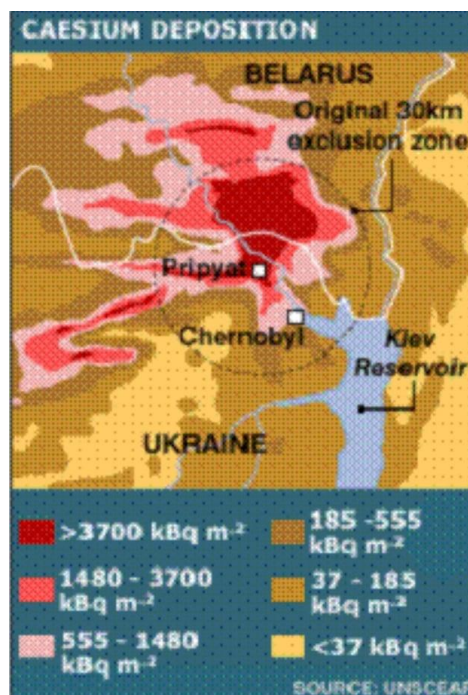 CAESIUM DEPOSITION
BELARUS
Original 30km
exclusion zone
Pripyat
Chernobyl
Kiev
Reservoir
UKRAINE
>3700 kBq m⁻²
1480 - 3700
kBq m⁻²
555 - 1480
kBq m⁻²
185 -555
kBq m⁻²
37 - 185
kBq m⁻²
<37 kBq m⁻²
SOURCE: